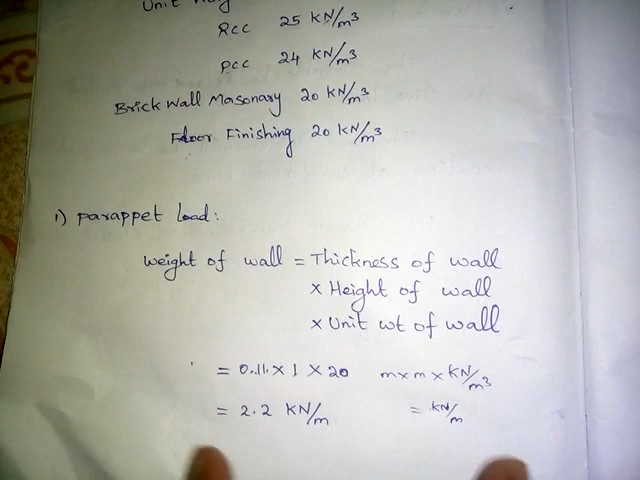 Unit
RCC 25 KN/m³
PCC 24 KN/m³
Brick Wall Masonary 20 KN/m³
Floor Finishing 20 KN/m³
1) parappet load:
Weight of wall = Thickness of wall
× Height of wall
× Unit wt of wall
= 0.11 × 1 × 20 m×m×KN/m³
= 2.2 KN/m = KN/m